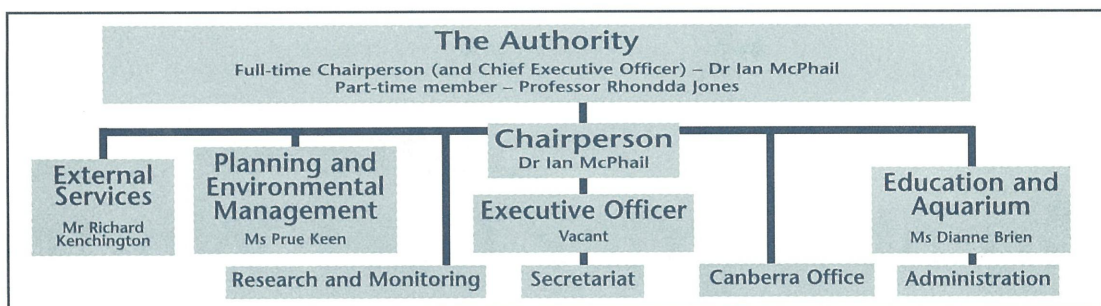 The Authority
Full-time Chairperson (and Chief Executive Officer) – Dr Ian McPhail
Part-time member – Professor Rhondda Jones
Chairperson
Dr Ian McPhail
External
Services
Mr Richard
Kenchington
Planning and
Environmental
Management
Ms Prue Keen
Executive Officer
Vacant
Education and
Aquarium
Ms Dianne Brien
Research and Monitoring
Secretariat
Canberra Office
Administration